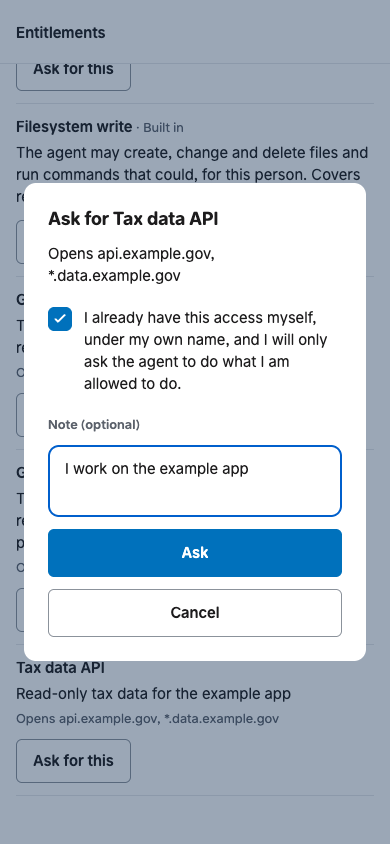 Entitlements
Ask for this
Filesystem write · Built in
The agent may create, change and delete files and
run commands that could, for this person. Covers
Ask for Tax data API
Opens api.example.gov,
*.data.example.gov
I already have this access myself,
under my own name, and I will only
ask the agent to do what I am
allowed to do.
Note (optional)
I work on the example app
Ask
Cancel
Tax data API
Read-only tax data for the example app
Opens api.example.gov, *.data.example.gov
Ask for this